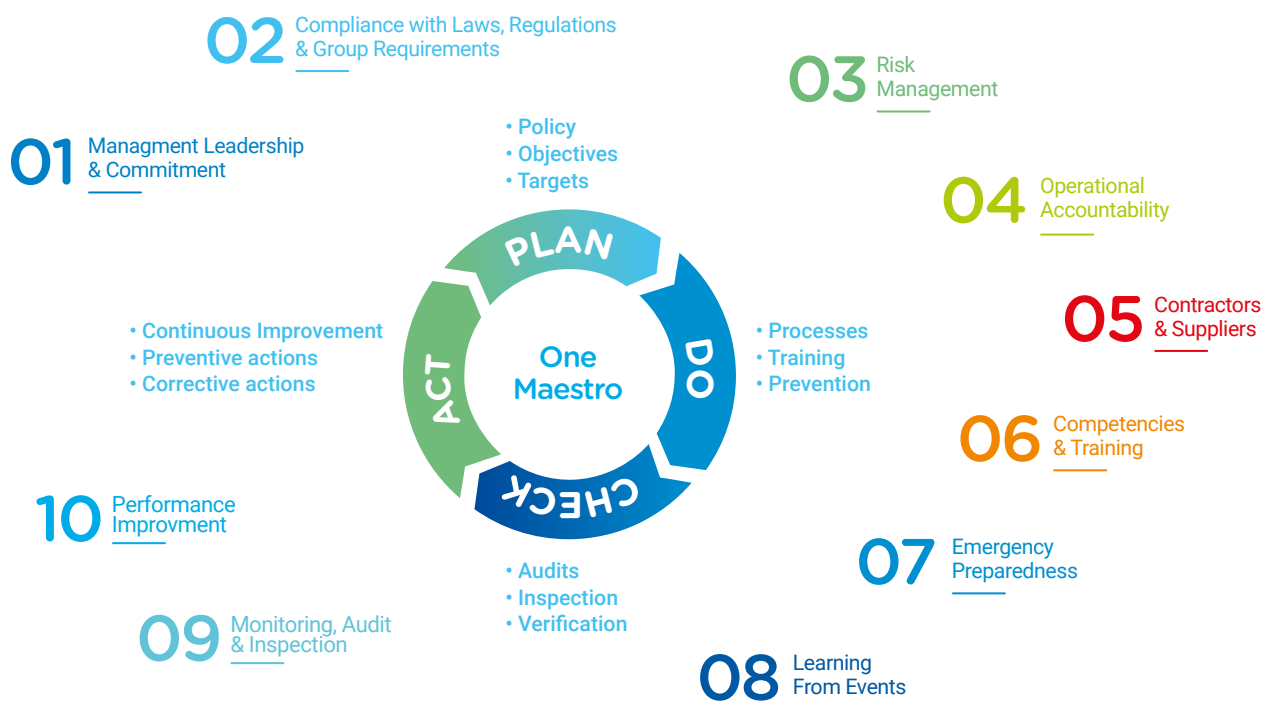 02
Compliance with Laws, Regulations
& Group Requirements
03
Risk
Management
01
Managment Leadership
& Commitment
• Policy
• Objectives
• Targets
04
Operational
Accountability
PLAN
05
Contractors
& Suppliers
• Continuous Improvement
• Preventive actions
• Corrective actions
ACT
One
Maestro
DO
• Processes
• Training
• Prevention
06
Competencies
& Training
CHECK
10
Performance
Improvment
07
Emergency
Preparedness
• Audits
• Inspection
• Verification
09
Monitoring, Audit
& Inspection
08
Learning
From Events